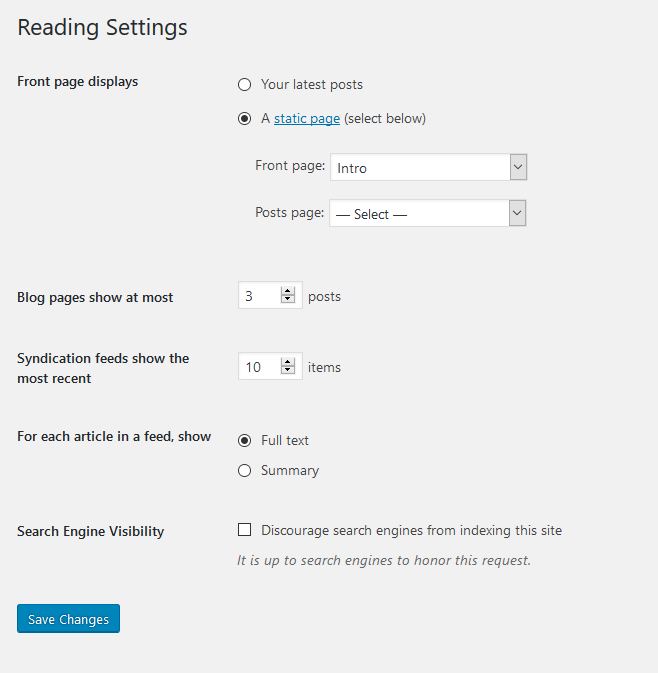 Reading Settings
Front page displays
Your latest posts
A static page (select below)
Front page: Intro
Posts page: — Select —
Blog pages show at most
3 posts
Syndication feeds show the
most recent
10 items
For each article in a feed, show
Full text
Summary
Search Engine Visibility
Discourage search engines from indexing this site
It is up to search engines to honor this request.
Save Changes